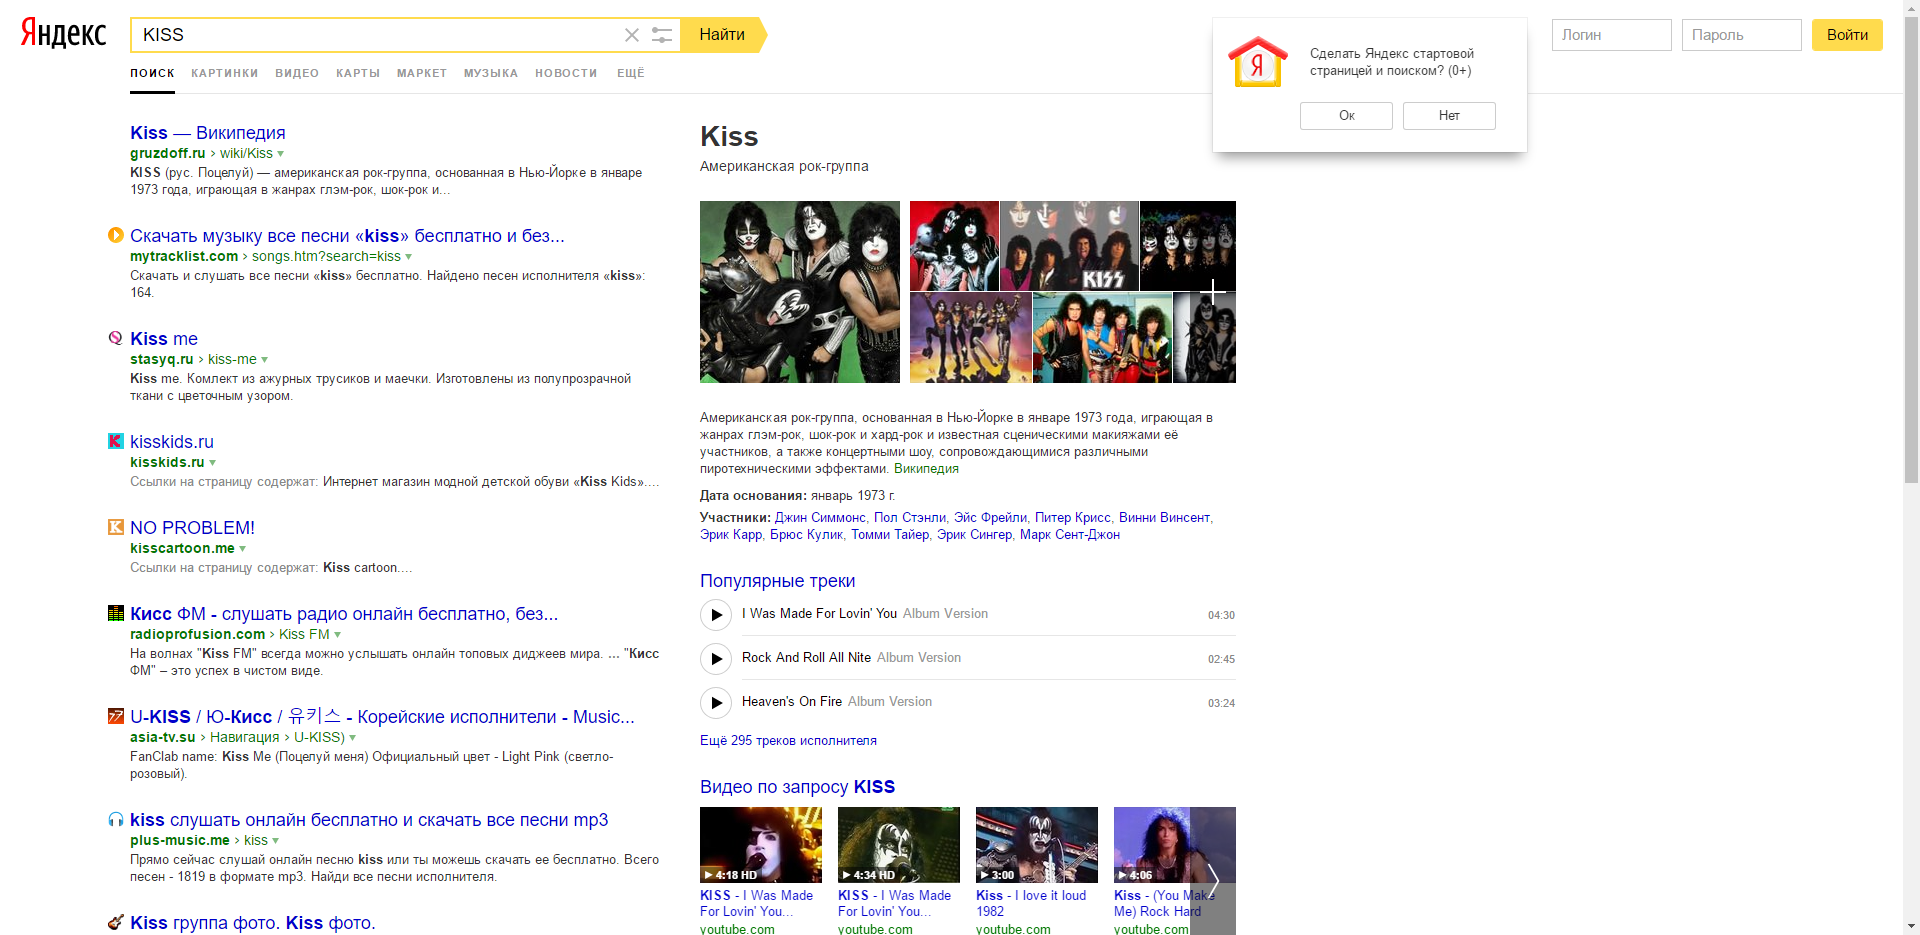 Яндекс
KISS
Найти
ПОИСК КАРТИНКИ ВИДЕО КАРТЫ МАРКЕТ МУЗЫКА НОВОСТИ ЕЩЁ
Я
Сделать Яндекс стартовой
страницей и поиском? (0+)
Ок Нет
Логин Пароль Войти
Kiss — Википедия
gruzdoff.ru › wiki/Kiss
KISS (рус. Поцелуй) — американская рок-группа, основанная в Нью-Йорке в январе
1973 года, играющая в жанрах глэм-рок, шок-рок и...
Скачать музыку все песни «kiss» бесплатно и без...
mytracklist.com › songs.htm?search=kiss
Скачать и слушать все песни «kiss» бесплатно. Найдено песен исполнителя «kiss»:
164.
Kiss me
stasyq.ru › kiss-me
Kiss me. Комлект из ажурных трусиков и маечки. Изготовлены из полупрозрачной
ткани с цветочным узором.
kisskids.ru
kisskids.ru
Ссылки на страницу содержат: Интернет магазин модной детской обуви «Kiss Kids»....
NO PROBLEM!
kisscartoon.me
Ссылки на страницу содержат: Kiss cartoon....
Кисс ФМ - слушать радио онлайн бесплатно, без...
radioprofusion.com › Kiss FM
На волнах "Kiss FM" всегда можно услышать онлайн топовых диджеев мира. ... "Кисс
ФМ" – это успех в чистом виде.
U-KISS / Ю-Кисс / 유키스 - Корейские исполнители - Music...
asia-tv.su › Навигация › U-KISS)
FanClab name: Kiss Me (Поцелуй меня) Официальный цвет - Light Pink (светло-
розовый).
kiss слушать онлайн бесплатно и скачать все песни mp3
plus-music.me › kiss
Прямо сейчас слушай онлайн песню kiss или ты можешь скачать ее бесплатно. Всего
песен - 1819 в формате mp3. Найди все песни исполнителя.
Kiss группа фото. Kiss фото.
Kiss
Американская рок-группа
KISS
Американская рок-группа, основанная в Нью-Йорке в январе 1973 года, играющая в
жанрах глэм-рок, шок-рок и хард-рок и известная сценическими макияжами её
участников, а также концертными шоу, сопровождающимися различными
пиротехническими эффектами. Википедия
Дата основания: январь 1973 г.
Участники: Джин Симмонс, Пол Стэнли, Эйс Фрейли, Питер Крисс, Винни Винсент,
Эрик Карр, Брюс Кулик, Томми Тайер, Эрик Сингер, Марк Сент-Джон
Популярные треки
I Was Made For Lovin' You Album Version 04:30
Rock And Roll All Nite Album Version 02:45
Heaven's On Fire Album Version 03:24
Ещё 295 треков исполнителя
Видео по запросу KISS
4:18 HD 4:34 HD 3:00 4:06
KISS - I Was Made KISS - I Was Made Kiss - I love it loud Kiss - (You Make
For Lovin' You... For Lovin' You... 1982 Me) Rock Hard
youtube.com youtube.com youtube.com youtube.com